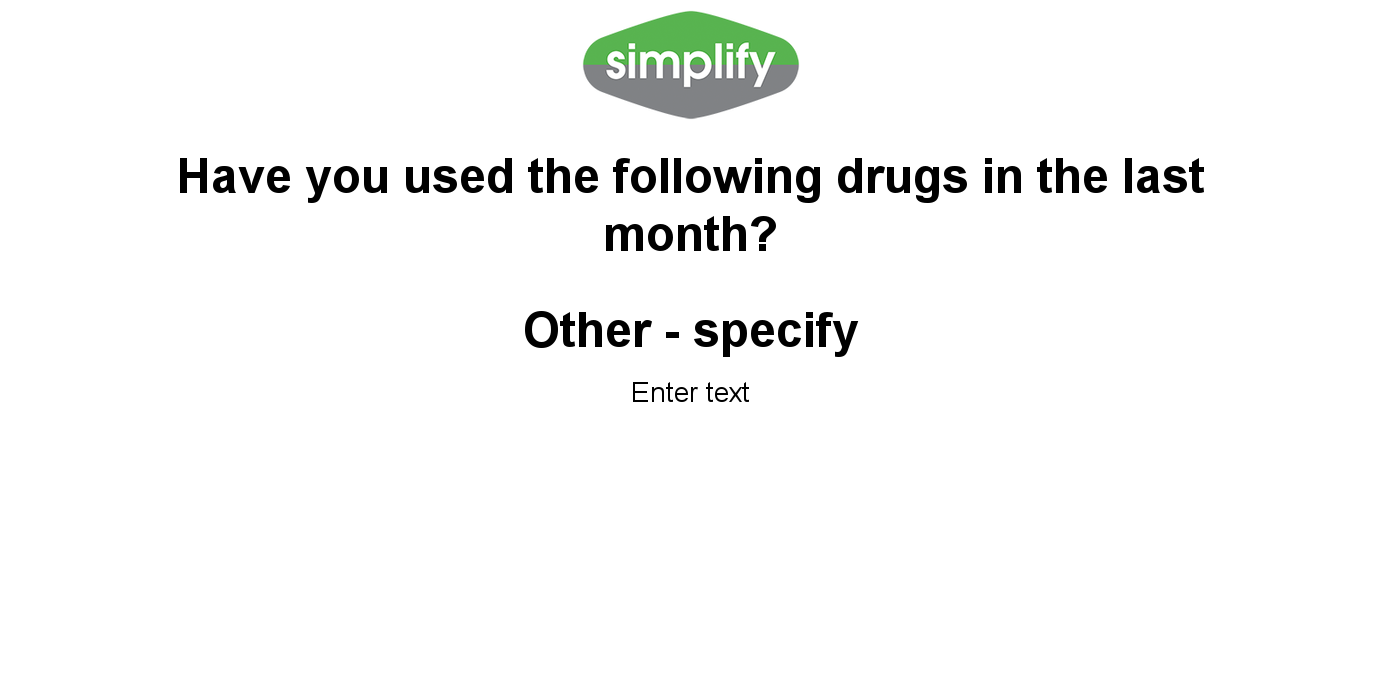 simplify
Have you used the following drugs in the last
month?
Other - specify
Enter text